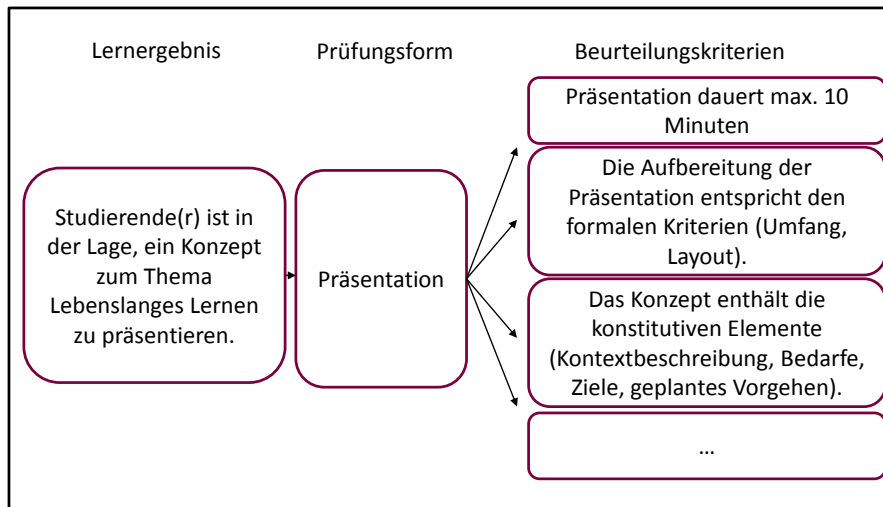 Lernergebnis
Prüfungsform
Beurteilungskriterien
Studierende(r) ist in
der Lage, ein Konzept
zum Thema
Lebenslanges Lernen
zu präsentieren.
Präsentation
Präsentation dauert max. 10
Minuten
Die Aufbereitung der
Präsentation entspricht den
formalen Kriterien (Umfang,
Layout).
Das Konzept enthält die
konstitutiven Elemente
(Kontextbeschreibung, Bedarfe,
Ziele, geplantes Vorgehen).
…